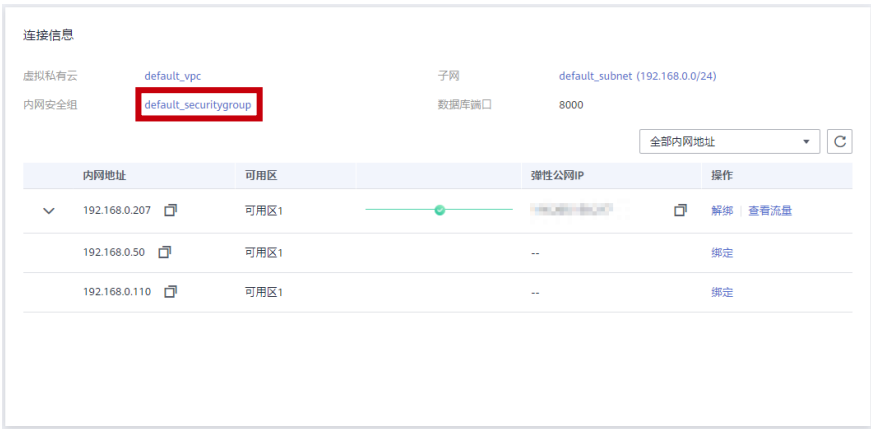 连接信息
虚拟私有云 default_vpc 子网 default_subnet (192.168.0.0/24)
内网安全组 default_securitygroup 数据库端口 8000
全部内网地址
内网地址 可用区 弹性公网IP 操作
192.168.0.207 可用区1 解绑 查看流量
192.168.0.50 可用区1 -- 绑定
192.168.0.110 可用区1 -- 绑定